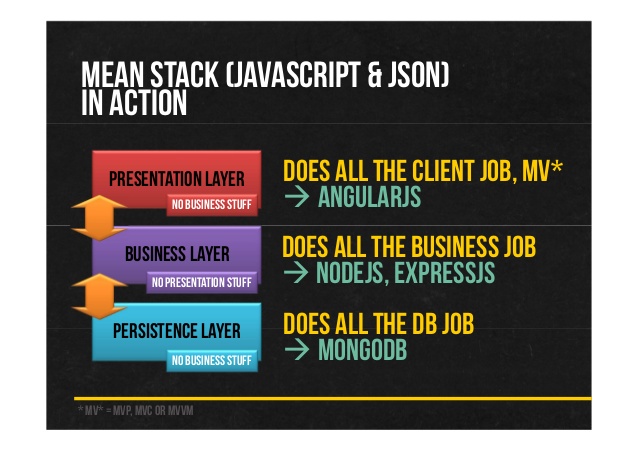 MEAN STACK (JAVASCRIPT & JSON)
IN ACTION
PRESENTATION LAYER
NO BUSINESS STUFF
DOES ALL THE CLIENT JOB, MV*
→ ANGULARJS
BUSINESS LAYER
NO PRESENTATION STUFF
DOES ALL THE BUSINESS JOB
→ NODEJS, EXPRESSJS
PERSISTENCE LAYER
NO BUSINESS STUFF
DOES ALL THE DB JOB
→ MONGODB
* MV* = MVP, MVC OR MVVM